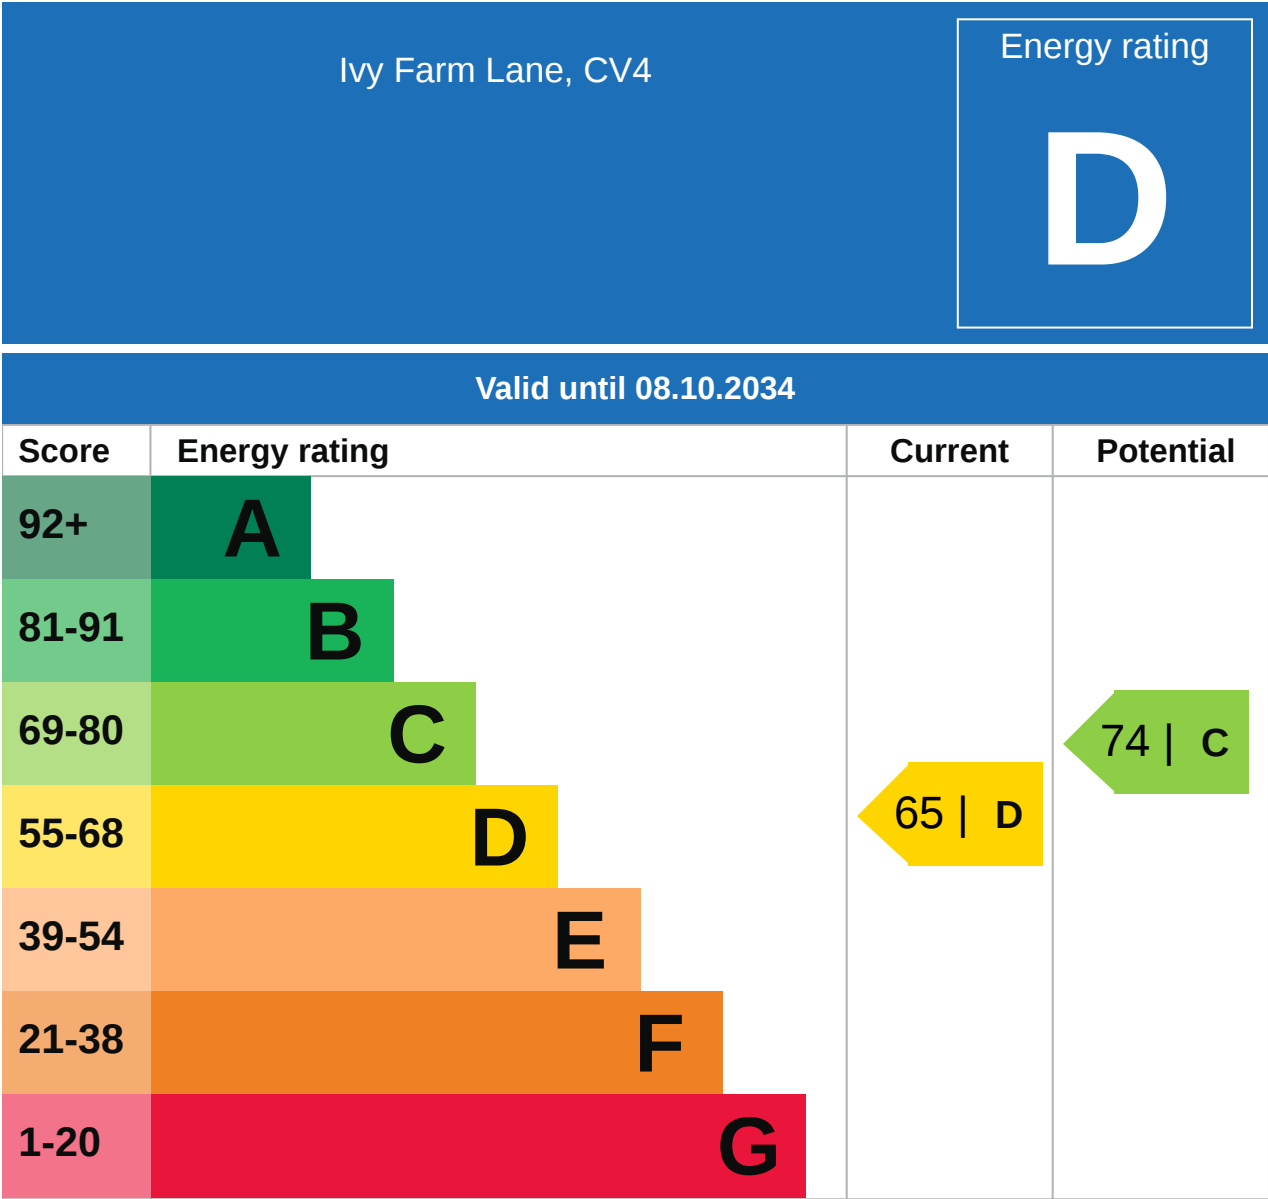 Ivy Farm Lane, CV4
Energy rating
D
Valid until 08.10.2034
Score Energy rating Current Potential
92+ A
81-91 B
69-80 C
74 | C
55-68 D
65 | D
39-54 E
21-38 F
1-20 G